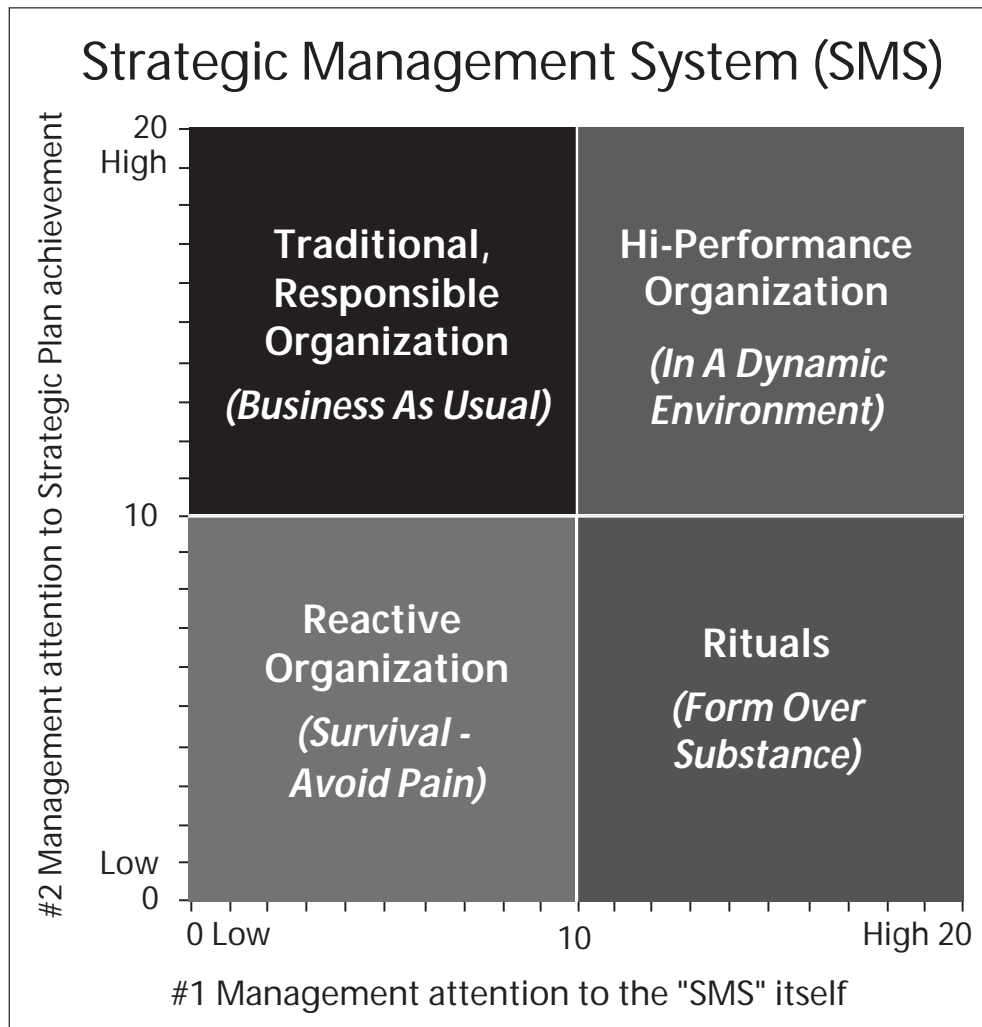 Strategic Management System (SMS)
#2 Management attention to Strategic Plan achievement
20
High
Traditional,
Responsible
Organization
(Business As Usual)
Hi-Performance
Organization
(In A Dynamic
Environment)
10
Reactive
Organization
(Survival -
Avoid Pain)
Rituals
(Form Over
Substance)
Low
0
0 Low
10
High 20
#1 Management attention to the "SMS" itself